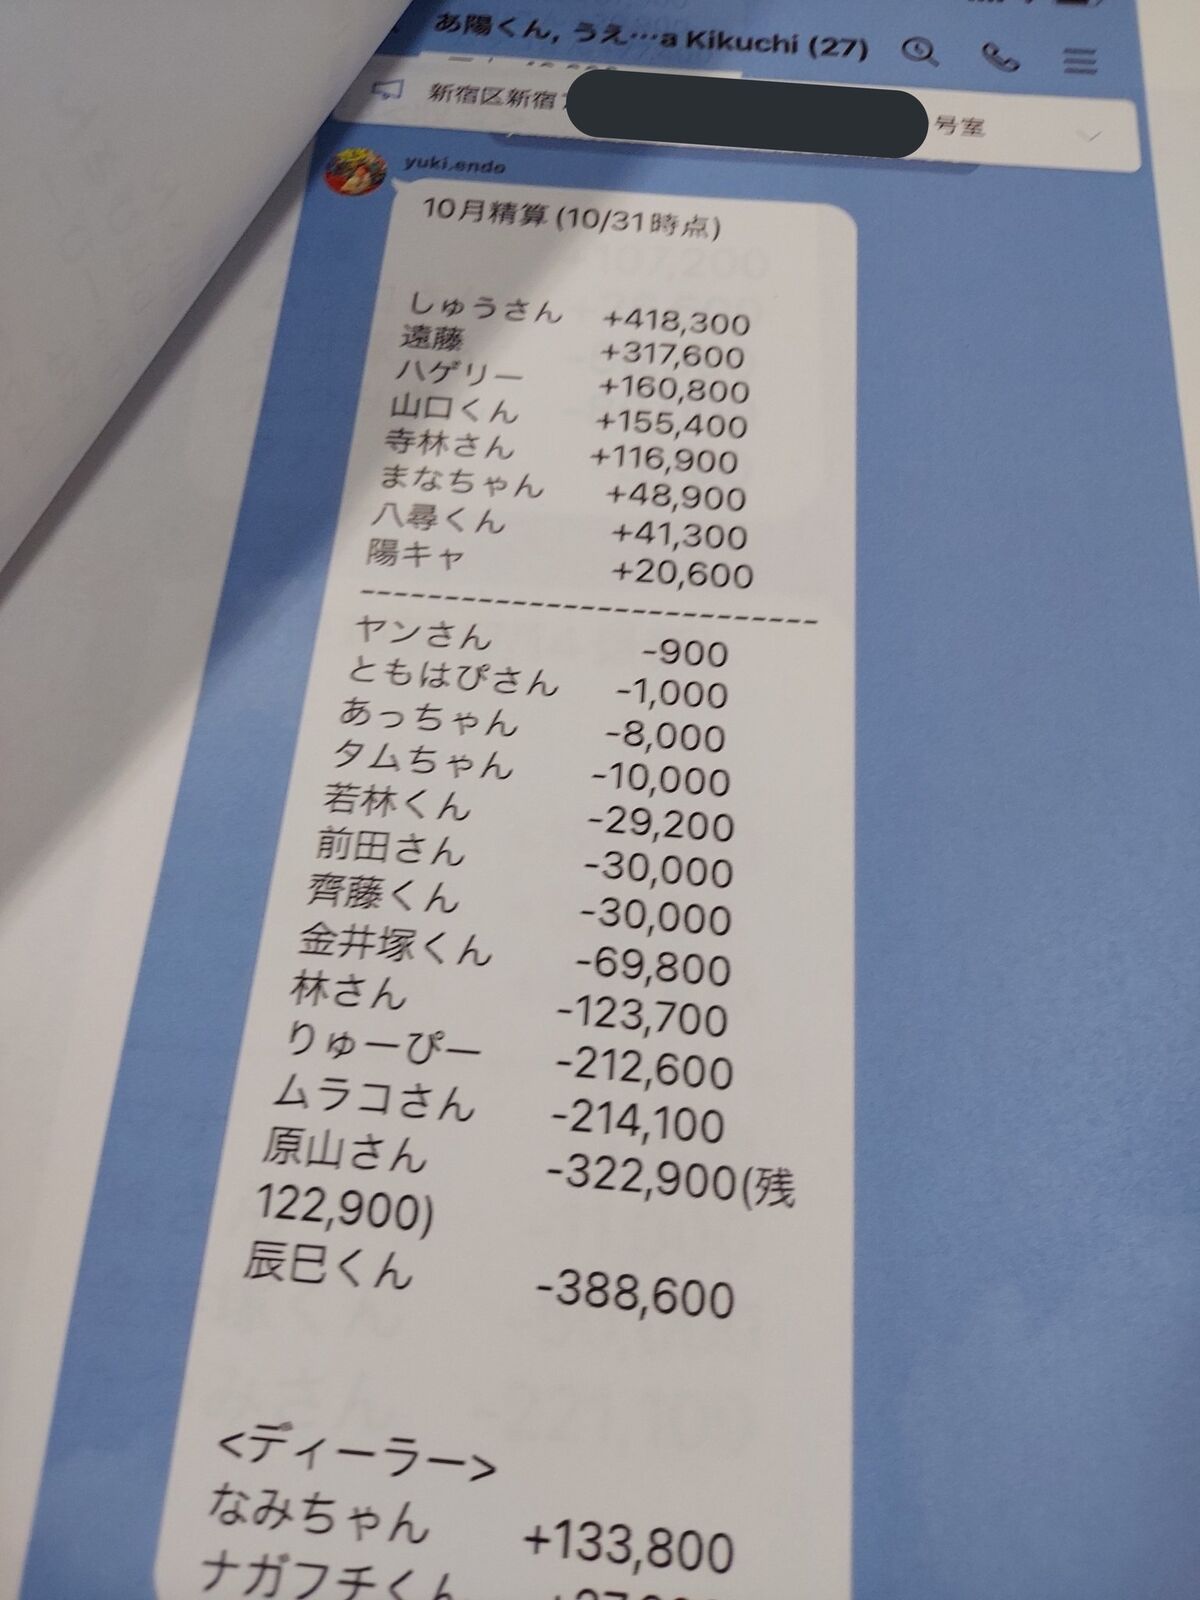 あ陽くん, うえ…a Kikuchi (27)
新宿区新宿
号室
yuki.endo
10月精算 (10/31時点)
しゅうさん +418,300
遠藤 +317,600
ハゲリー +160,800
山口くん +155,400
寺林さん +116,900
まなちゃん +48,900
八尋くん +41,300
陽キャ +20,600
--------------------------
ヤンさん -900
ともはぴさん -1,000
あっちゃん -8,000
タムちゃん -10,000
若林くん -29,200
前田さん -30,000
齊藤くん -30,000
金井塚くん -69,800
林さん -123,700
りゅーぴー -212,600
ムラコさん -214,100
原山さん -322,900(残
122,900)
辰巳くん -388,600
<ディーラー>
なみちゃん +133,800
ナガフチくん